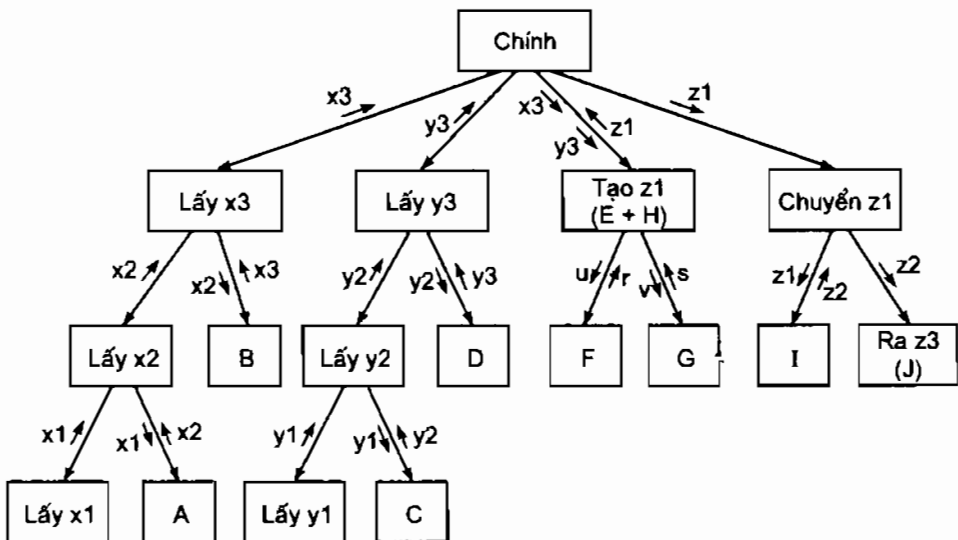 Chính
x3
y3
x3
z1
y3
z1
Lấy x3
Lấy y3
Tạo z1
(E + H)
Chuyển z1
x2
x2
x3
y2
y2
y3
u
r
v
s
z1
z2
z2
Lấy x2
B
Lấy y2
D
F
G
I
Ra z3
(J)
x1
x1
x2
y1
y1
y2
Lấy x1
A
Lấy y1
C